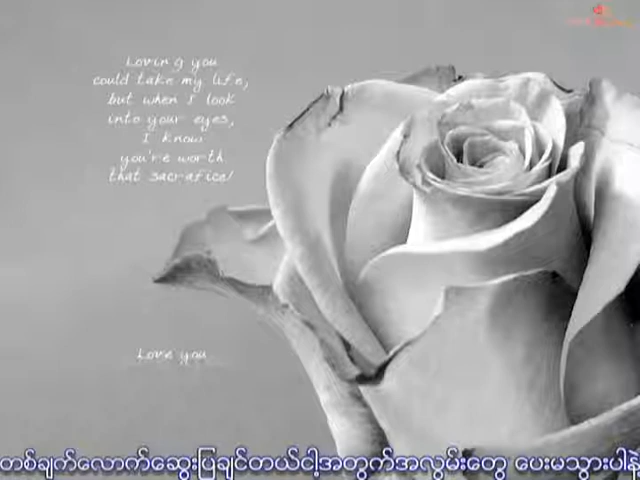 Loving you
could take my life,
but when I look
into your eyes,
I know
you're worth
that sacrafice!
Love you
တစ်ချက်လောက်ဆွေးပြချင်တယ်ငါ့အတွက်အလွမ်းတွေ ပေးမသွားပါနဲ့